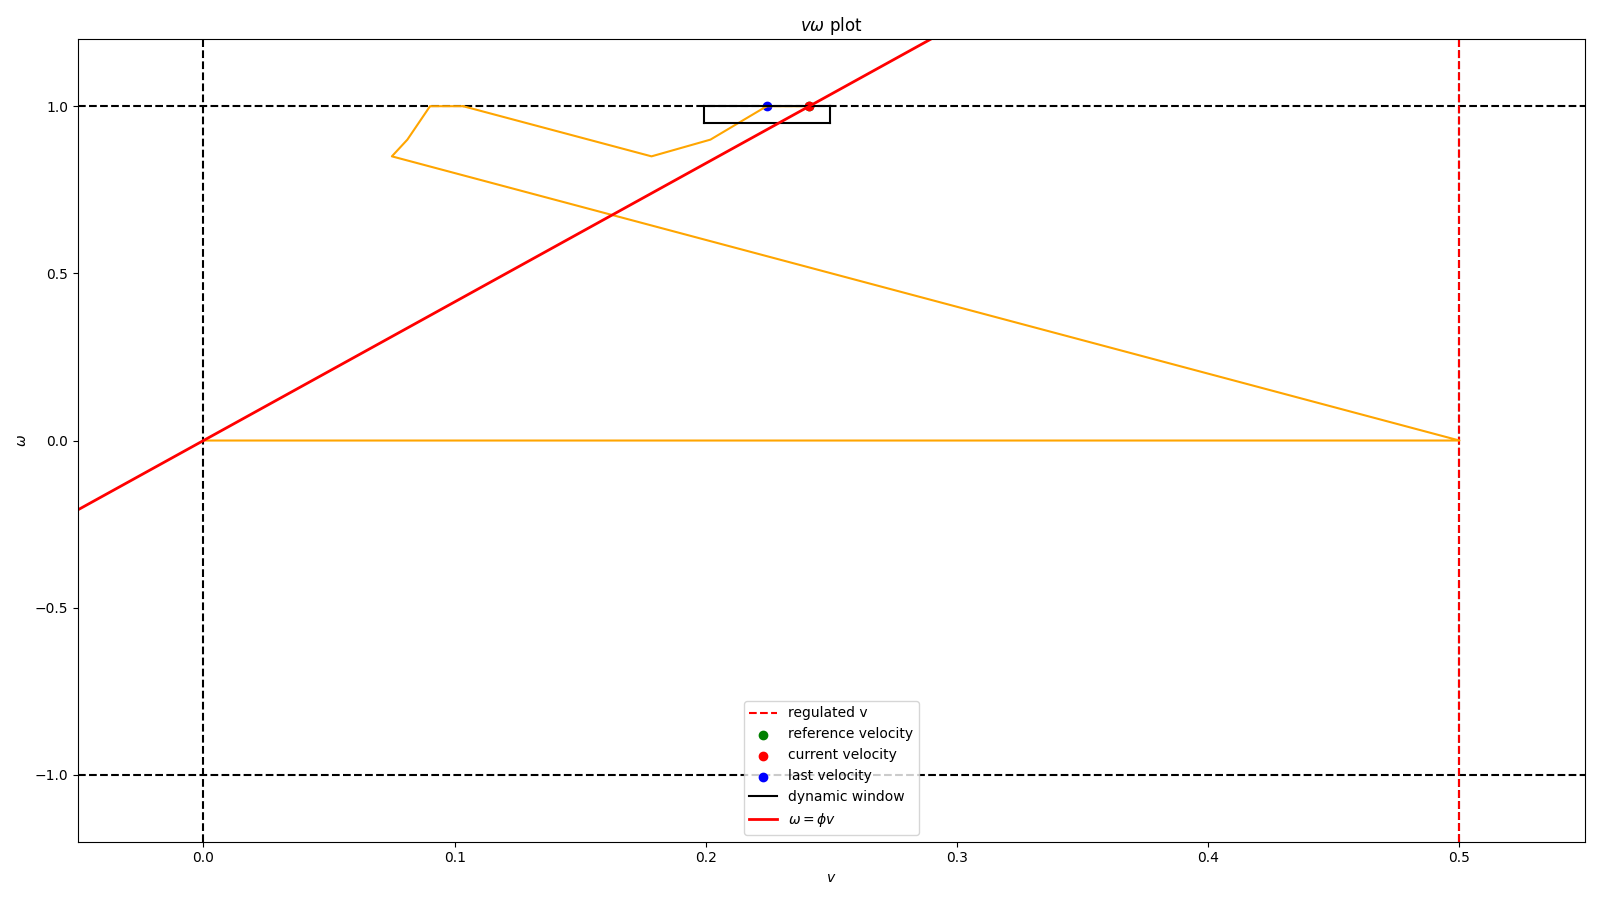 vω plot
1.0
0.5
0.0
−0.5
−1.0
ω
regulated v
reference velocity
current velocity
last velocity
dynamic window
ω = ϕv
0.0 0.1 0.2 0.3 0.4 0.5
v